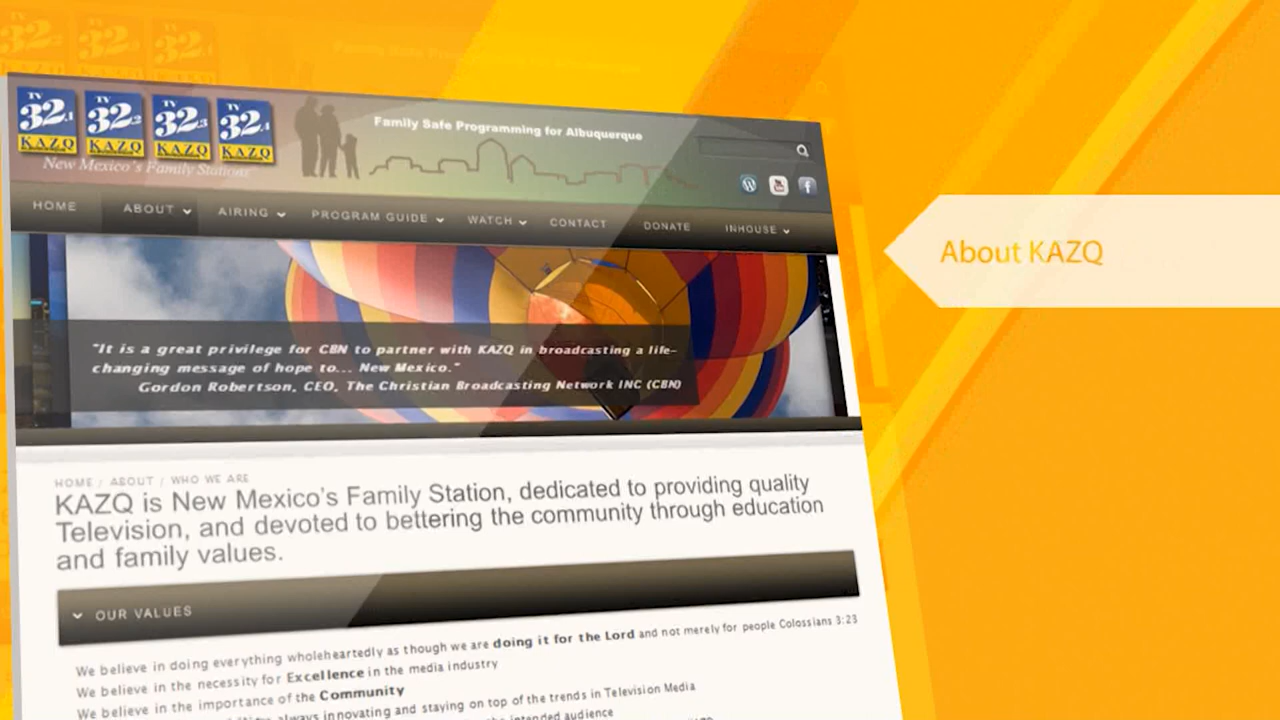 TV 32.1 KAZQ
TV 32.2 KAZQ
TV 32.3 KAZQ
TV 32.4 KAZQ
New Mexico's Family Stations
Family Safe Programming for Albuquerque
HOME ABOUT AIRING PROGRAM GUIDE WATCH CONTACT DONATE INHOUSE
About KAZQ
"It is a great privilege for CBN to partner with KAZQ in broadcasting a life-
changing message of hope to... New Mexico."
Gordon Robertson, CEO, The Christian Broadcasting Network INC (CBN)
HOME / ABOUT / WHO WE ARE
KAZQ is New Mexico's Family Station, dedicated to providing quality
Television, and devoted to bettering the community through education
and family values.
OUR VALUES
We believe in doing everything wholeheartedly as though we are doing it for the Lord and not merely for people Colossians 3:23
We believe in the necessity for Excellence in the media industry
We believe in the importance of the Community
always innovating and staying on top of the trends in Television Media
intended audience